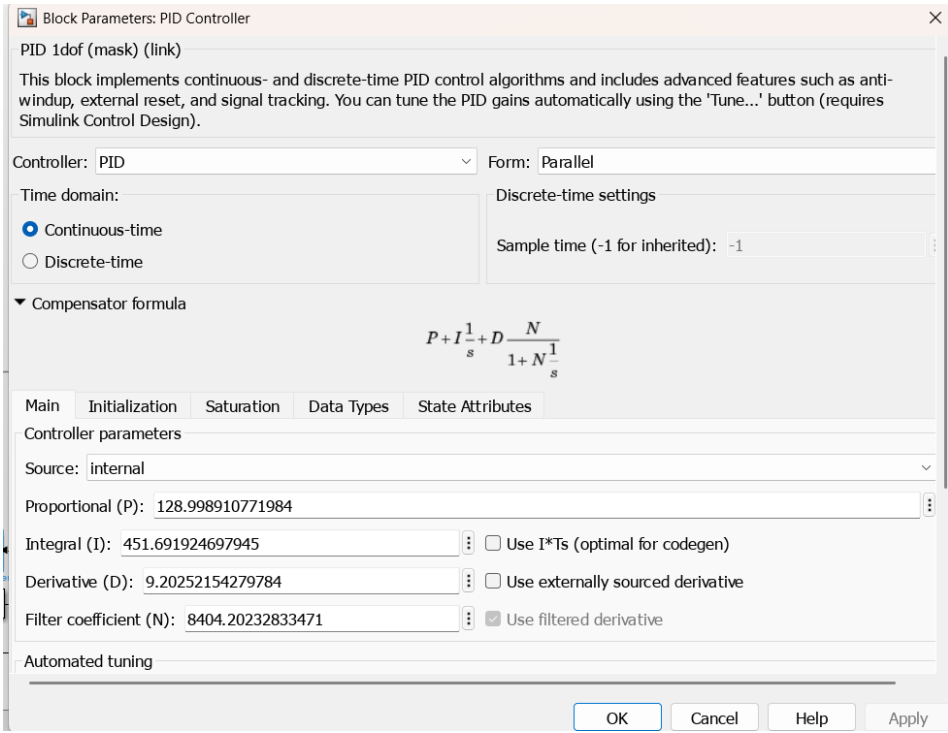 Block Parameters: PID Controller
PID 1dof (mask) (link)
This block implements continuous- and discrete-time PID control algorithms and includes advanced features such as anti-
windup, external reset, and signal tracking. You can tune the PID gains automatically using the 'Tune...' button (requires
Simulink Control Design).
Controller: PID Form: Parallel
Time domain: Discrete-time settings
Continuous-time
Sample time (-1 for inherited): -1
Discrete-time
Compensator formula
P + I 1/s + D N/(1 + N 1/s)
Main Initialization Saturation Data Types State Attributes
Controller parameters
Source: internal
Proportional (P): 128.998910771984
Integral (I): 451.691924697945 Use I*Ts (optimal for codegen)
Derivative (D): 9.20252154279784 Use externally sourced derivative
Filter coefficient (N): 8404.20232833471 Use filtered derivative
Automated tuning
OK Cancel Help Apply